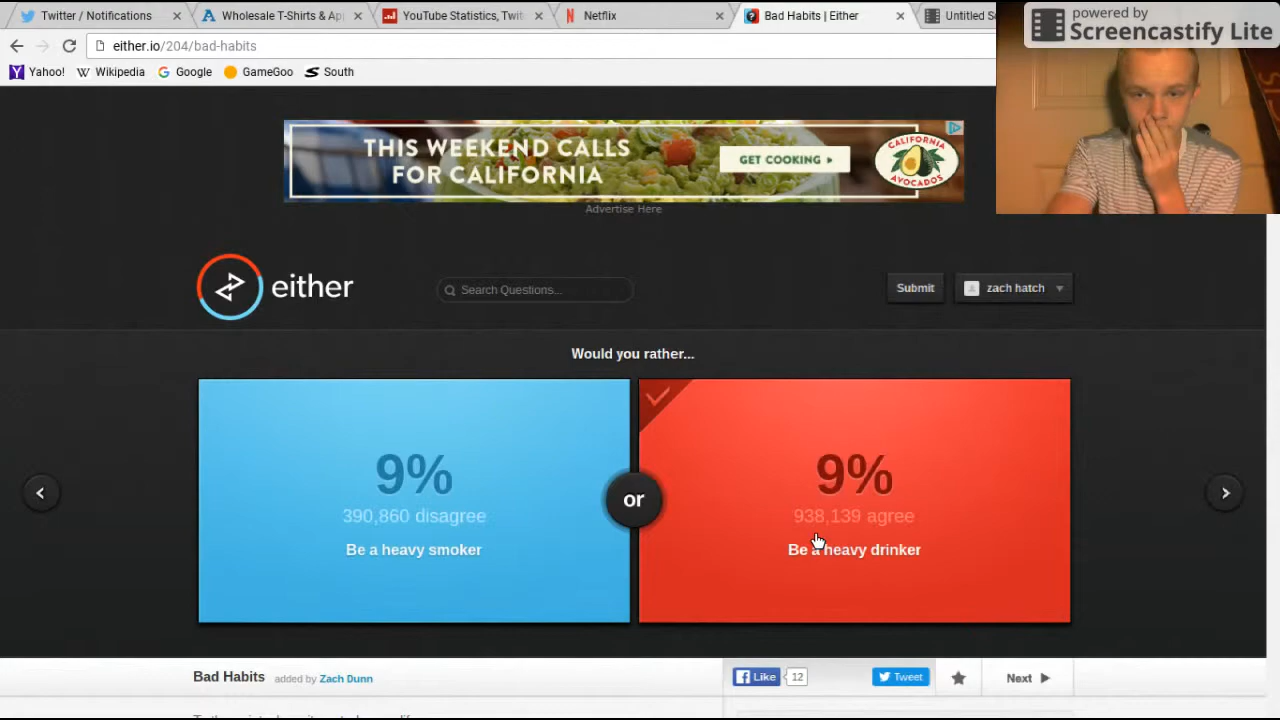 Twitter / Notifications
Wholesale T-Shirts & Ap
YouTube Statistics, Twit
Netflix
Bad Habits | Either
Untitled S
powered by
Screencastify Lite
either.io/204/bad-habits
Yahoo!
W Wikipedia
G Google
GameGoo
South
THIS WEEKEND CALLS
FOR CALIFORNIA
GET COOKING
CALIFORNIA
AVOCADOS
Advertise Here
either
Search Questions...
Submit
zach hatch
Would you rather...
9%
390,860 disagree
Be a heavy smoker
or
9%
938,139 agree
Be a heavy drinker
Bad Habits added by Zach Dunn
Like 12
Tweet
Next